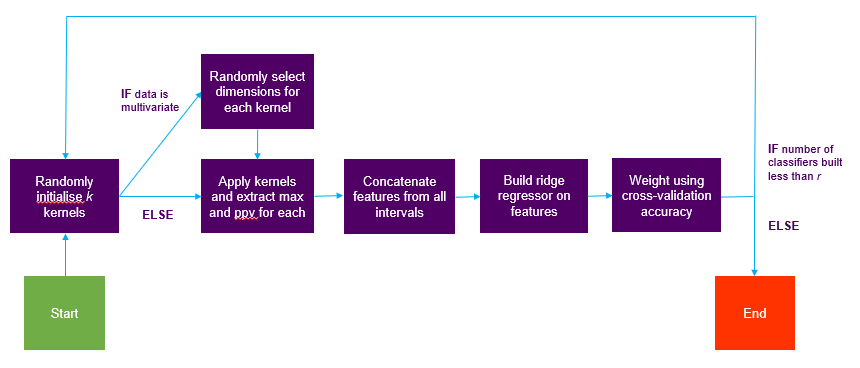 Randomly select
dimensions for
each kernel
IF data is
multivariate
IF number of
classifiers built
less than r
Randomly
initialise k
kernels
ELSE
Apply kernels
and extract max
and ppv for each
Concatenate
features from all
intervals
Build ridge
regressor on
features
Weight using
cross-validation
accuracy
ELSE
Start
End